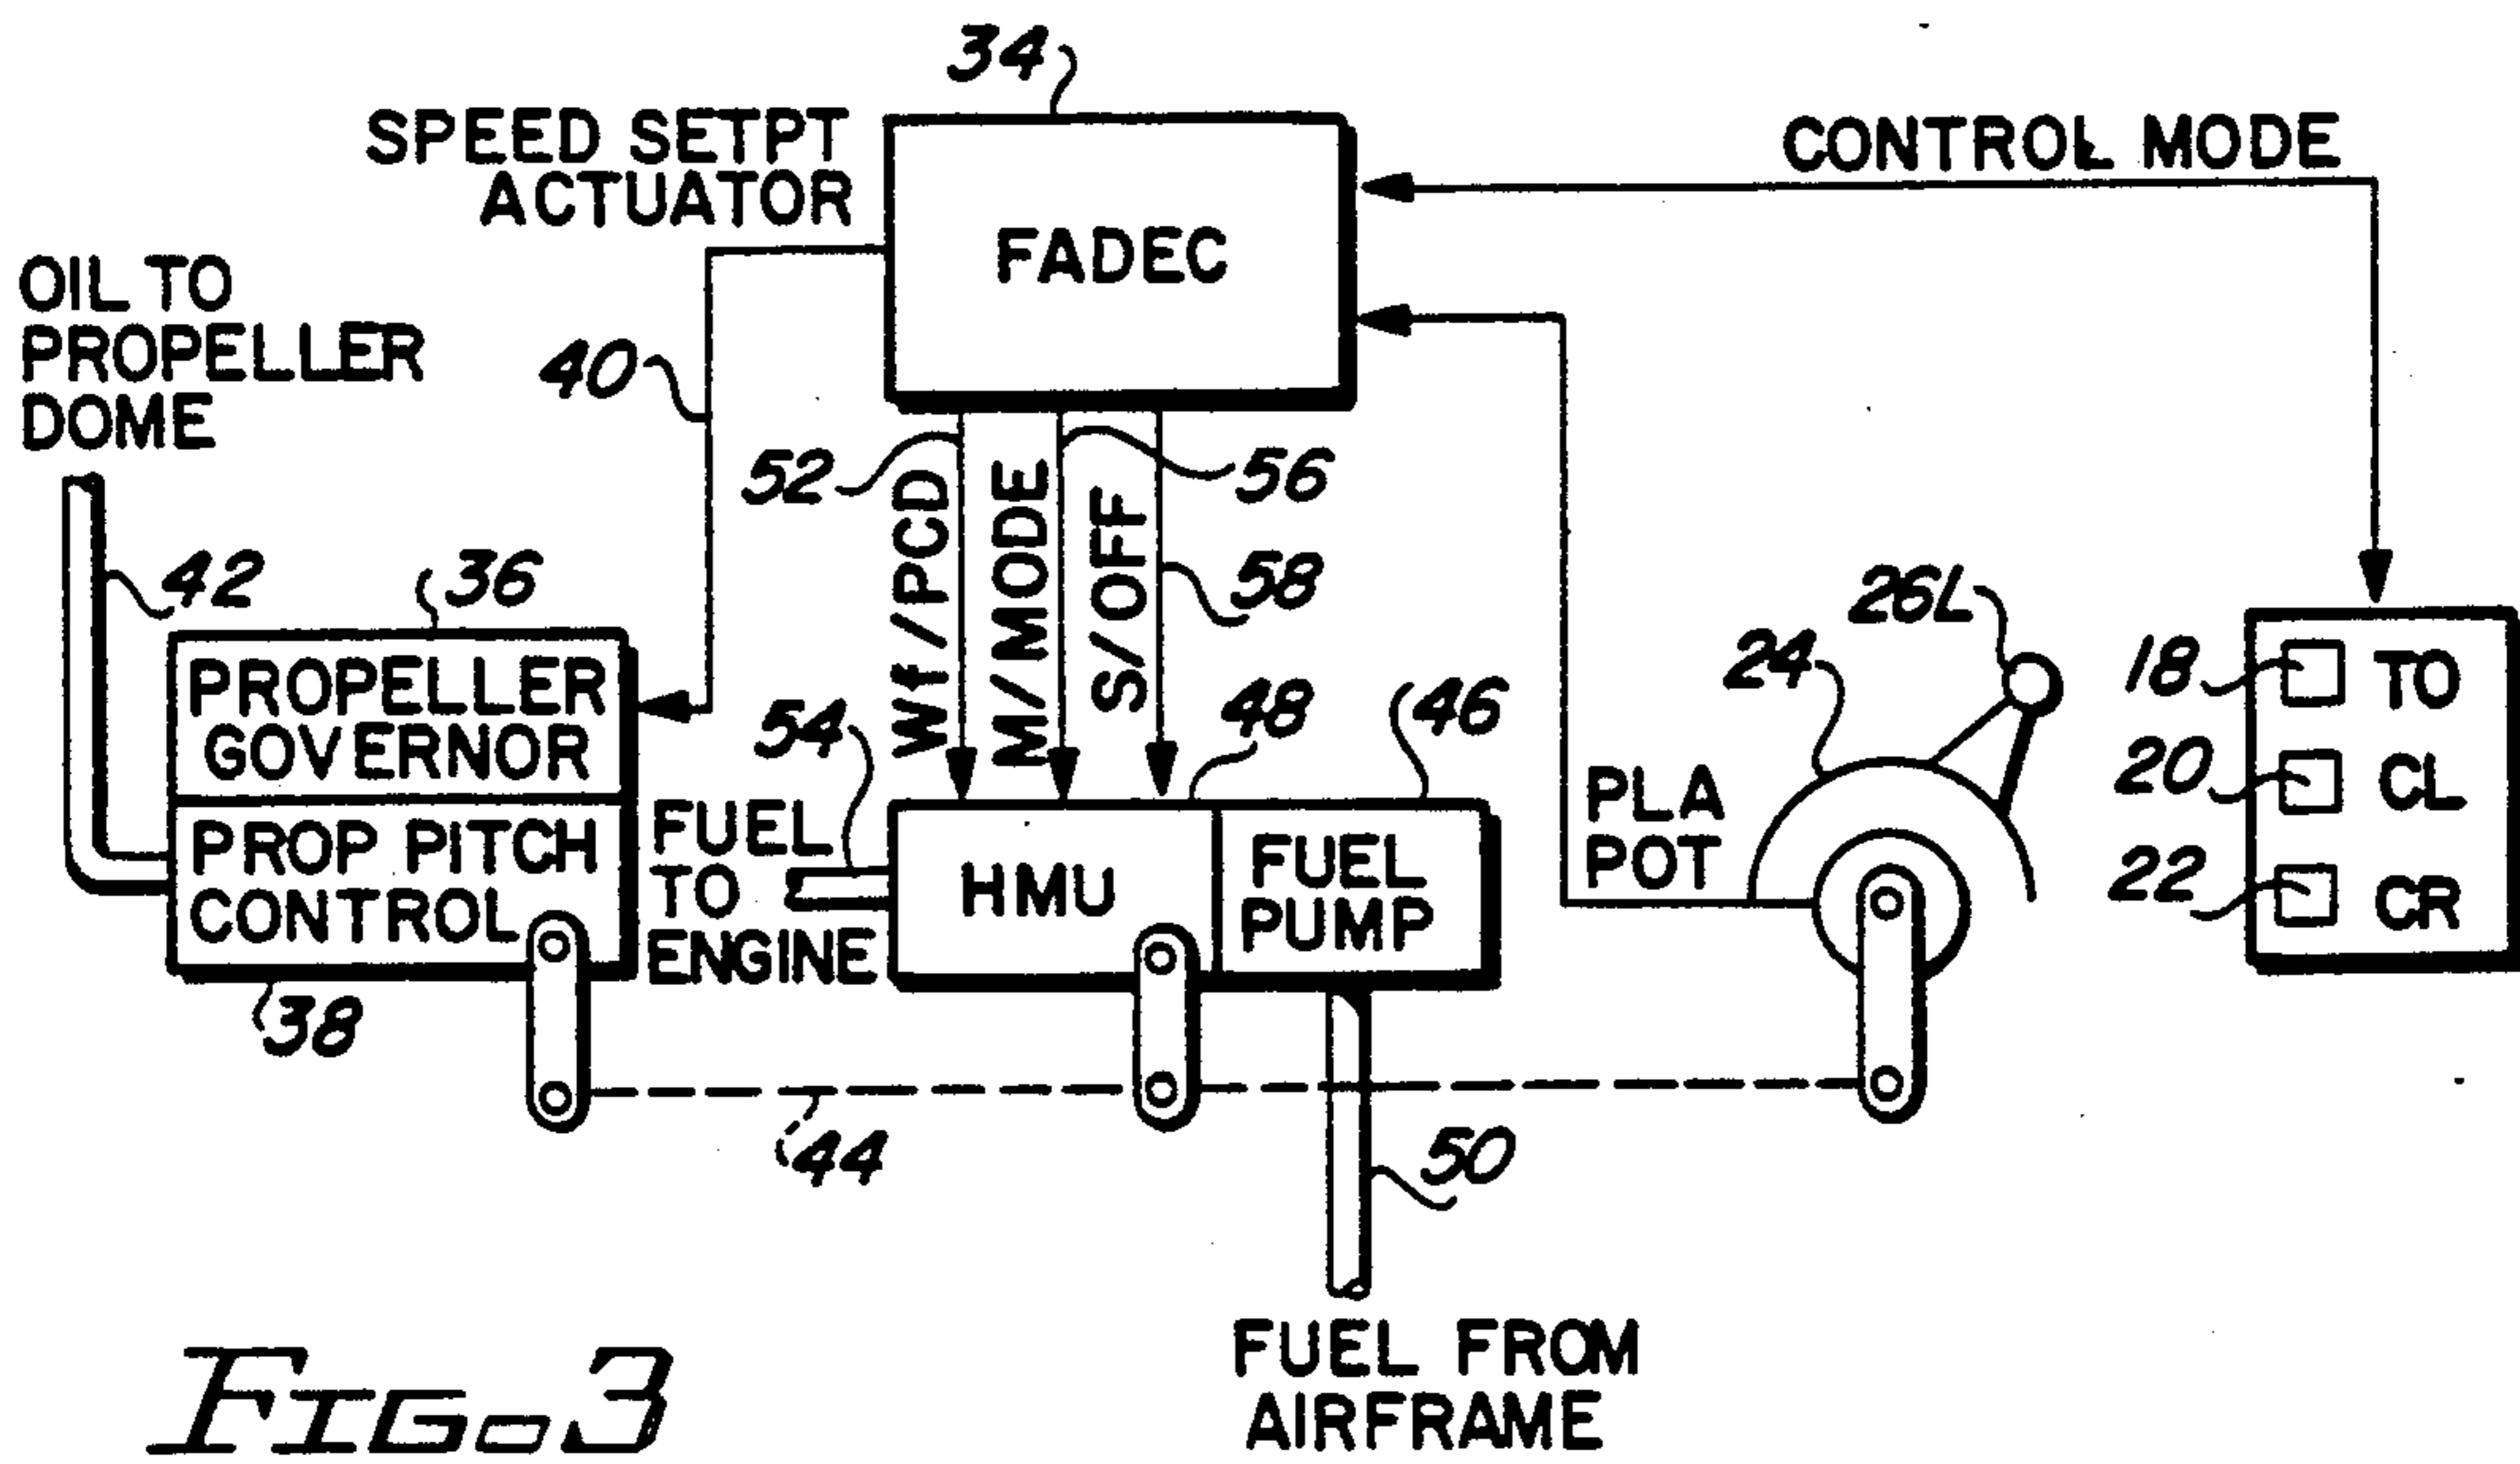 34
SPEED SETPT
ACTUATOR
CONTROL MODE
FADEC
OIL TO
PROPELLER
DOME
40
52
56
Wf/PCD
M/MODE
S/OFF
58
42
36
26L
24
18
TO
PROPELLER
GOVERNOR
54
48
46
20
CL
PLA
POT
FUEL
TO
ENGINE
PROP PITCH
CONTROL
HMU
FUEL
PUMP
22
CR
38
44
50
FUEL FROM
AIRFRAME
FIG. 3